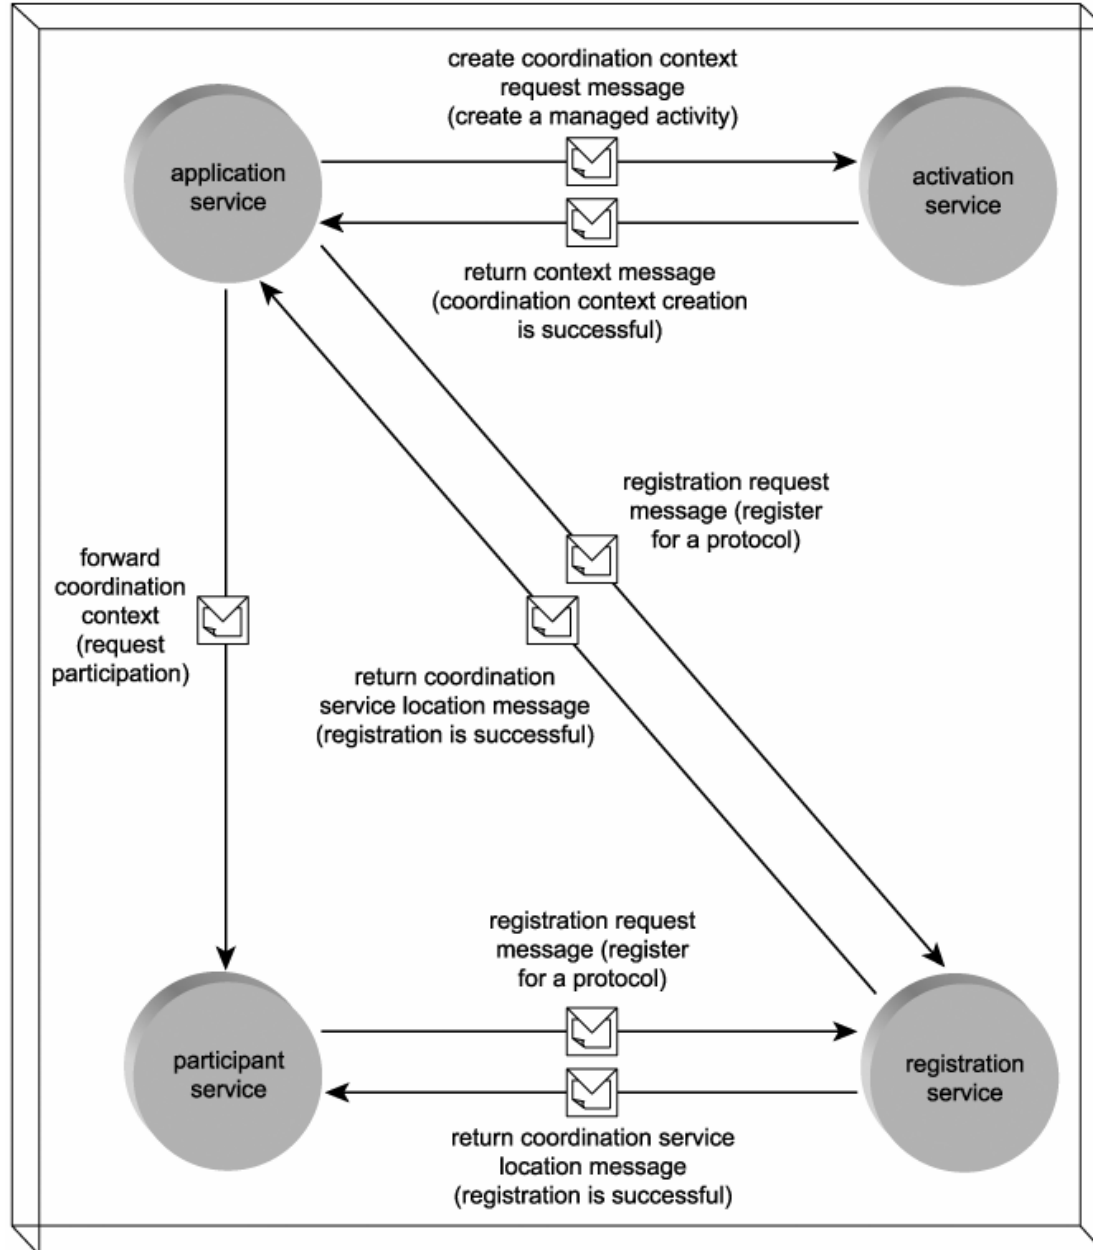 create coordination context
request message
(create a managed activity)
application
service
activation
service
return context message
(coordination context creation
is successful)
registration request
message (register
for a protocol)
forward
coordination
context
(request
participation)
return coordination
service location message
(registration is successful)
registration request
message (register
for a protocol)
participant
service
registration
service
return coordination service
location message
(registration is successful)